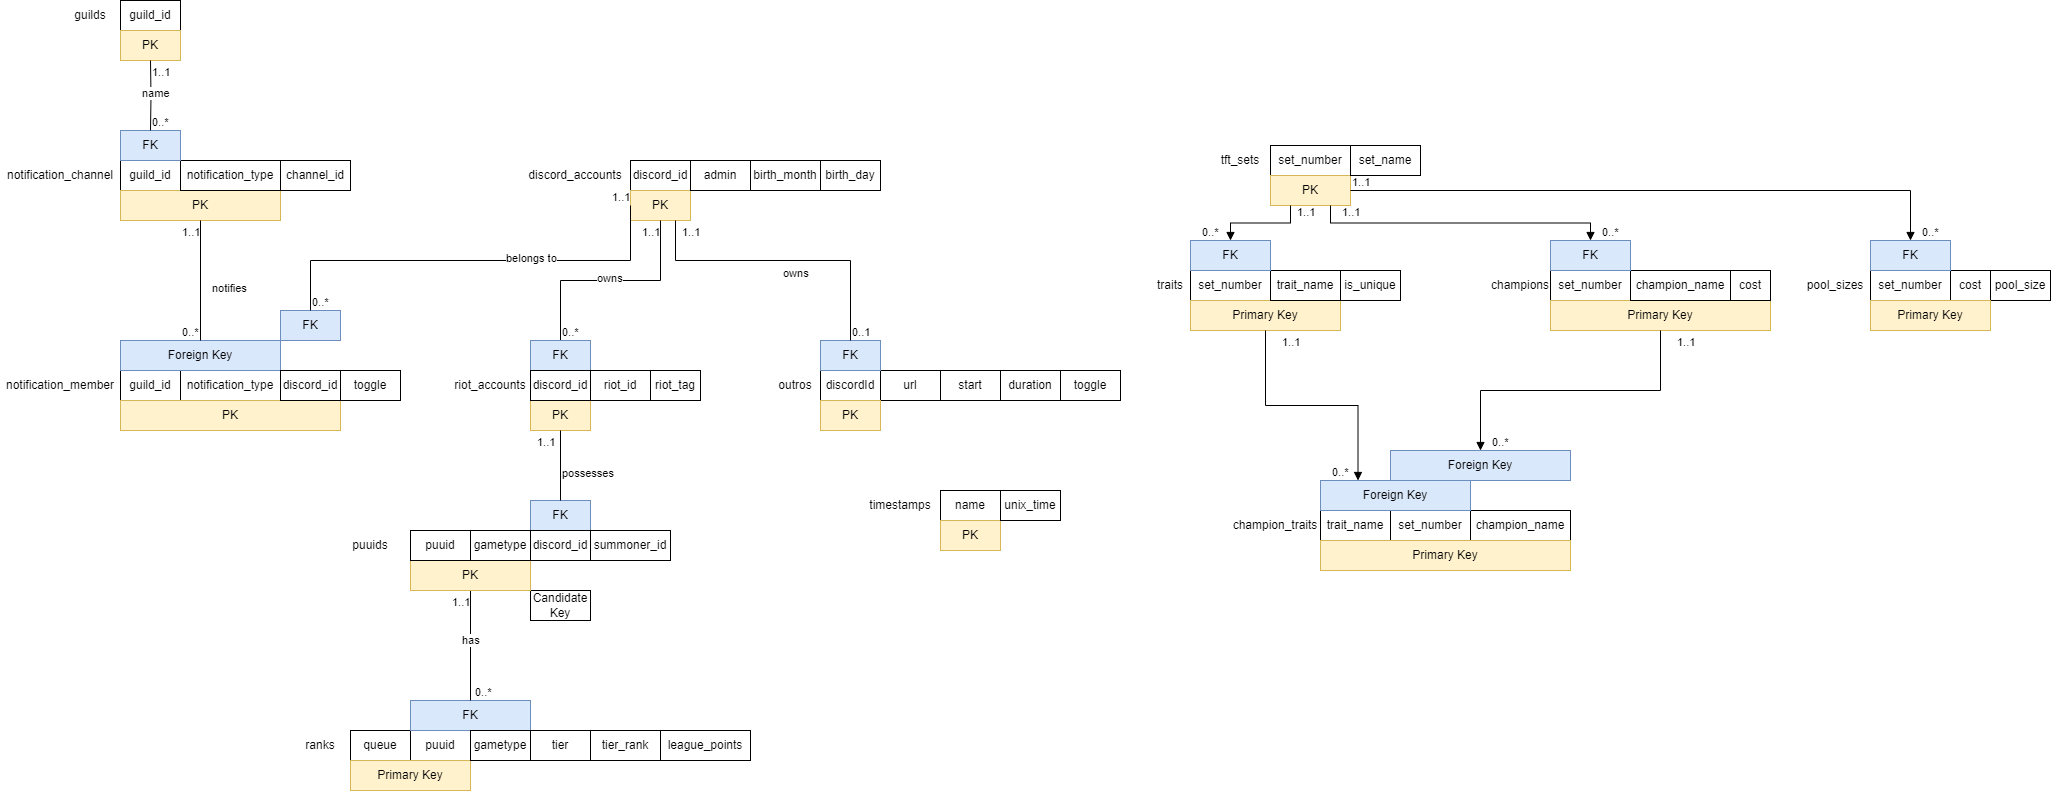 guilds guild_id
PK
1..1
name
0..*
FK
notification_channel guild_id notification_type channel_id
PK
1..1
notifies
0..*
Foreign Key
FK
0..*
notification_member guild_id notification_type discord_id toggle
PK
discord_accounts discord_id admin birth_month birth_day
1..1 PK
1..1 1..1
belongs to
owns
owns
0..*
FK
riot_accounts discord_id riot_id riot_tag
PK
1..1
possesses
0..1
FK
outros discordId url start duration toggle
PK
FK
puuids puuid gametype discord_id summoner_id
PK
Candidate
Key
1..1
has
0..*
FK
ranks queue puuid gametype tier tier_rank league_points
Primary Key
timestamps name unix_time
PK
tft_sets set_number set_name
PK 1..1
1..1 1..1
0..* 0..* 0..*
FK FK FK
traits set_number trait_name is_unique
Primary Key
1..1
champions set_number champion_name cost
Primary Key
1..1
pool_sizes set_number cost pool_size
Primary Key
0..*
Foreign Key
0..*
Foreign Key
champion_traits trait_name set_number champion_name
Primary Key